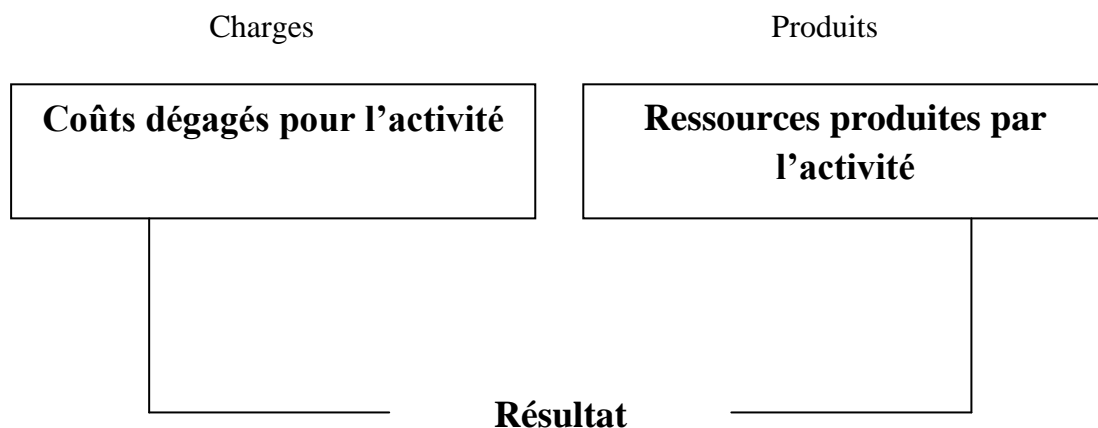 Charges
Produits
Coûts dégagés pour l’activité
Ressources produites par
l’activité
Résultat